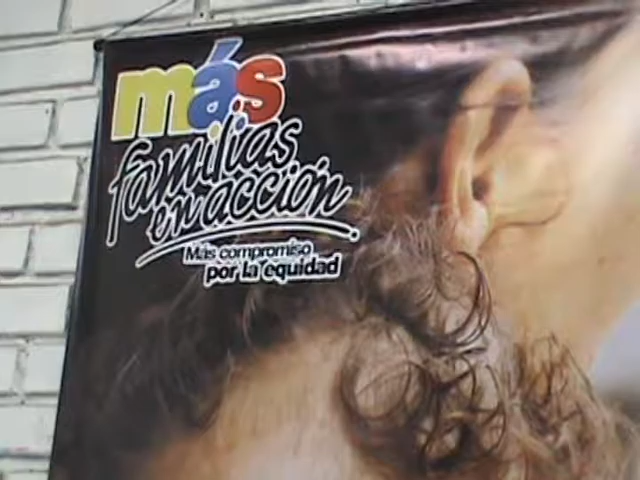 más
familias
en acción
Más compromiso
por la equidad